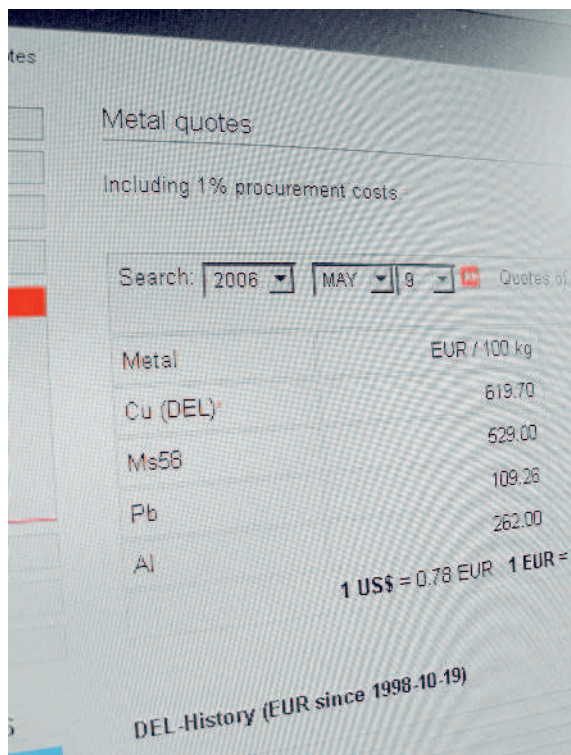 tes
Metal quotes
Including 1% procurement costs
Search: 2006 MAY 9 Quotes of
Metal EUR / 100 kg
Cu (DEL) 619.70
Ms58 529.00
Pb 109.26
Al 262.00
1 US$ = 0.78 EUR 1 EUR =
DEL-History (EUR since 1998-10-19)